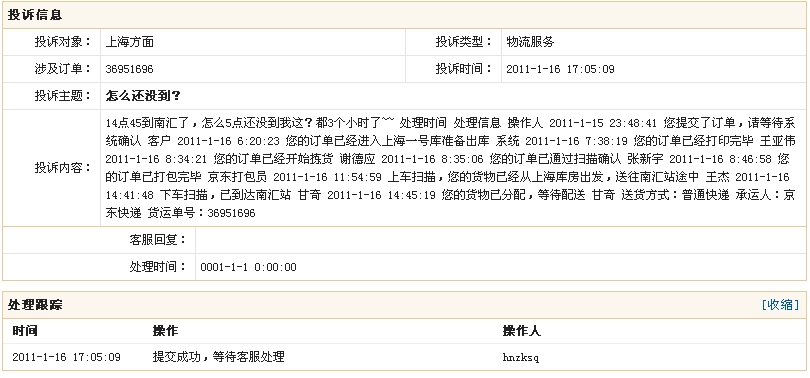 投诉信息
投诉对象： 上海方面 投诉类型： 物流服务
涉及订单： 36951696 投诉时间： 2011-1-16 17:05:09
投诉主题： 怎么还没到？
14点45到南汇了，怎么5点还没到我这？都3个小时了~~ 处理时间 处理信息 操作人 2011-1-15 23:48:41 您提交了订单，请等待系
统确认 客户 2011-1-16 6:20:23 您的订单已经进入上海一号库准备出库 系统 2011-1-16 7:38:19 您的订单已经打印完毕 王亚伟
2011-1-16 8:34:21 您的订单已经开始拣货 谢德应 2011-1-16 8:35:06 您的订单已通过扫描确认 张新宇 2011-1-16 8:46:58 您
投诉内容： 的订单已打包完毕 京东打包员 2011-1-16 11:54:59 上车扫描，您的货物已经从上海库房出发，送往南汇站途中 王杰 2011-1-16
14:41:48 下车扫描，已到达南汇站 甘奇 2011-1-16 14:45:19 您的货物已分配，等待配送 甘奇 送货方式：普通快递 承运人：京
东快递 货运单号：36951696
客服回复：
处理时间： 0001-1-1 0:00:00
处理跟踪 [收缩]
时间 操作 操作人
2011-1-16 17:05:09 提交成功，等待客服处理 hnzksq